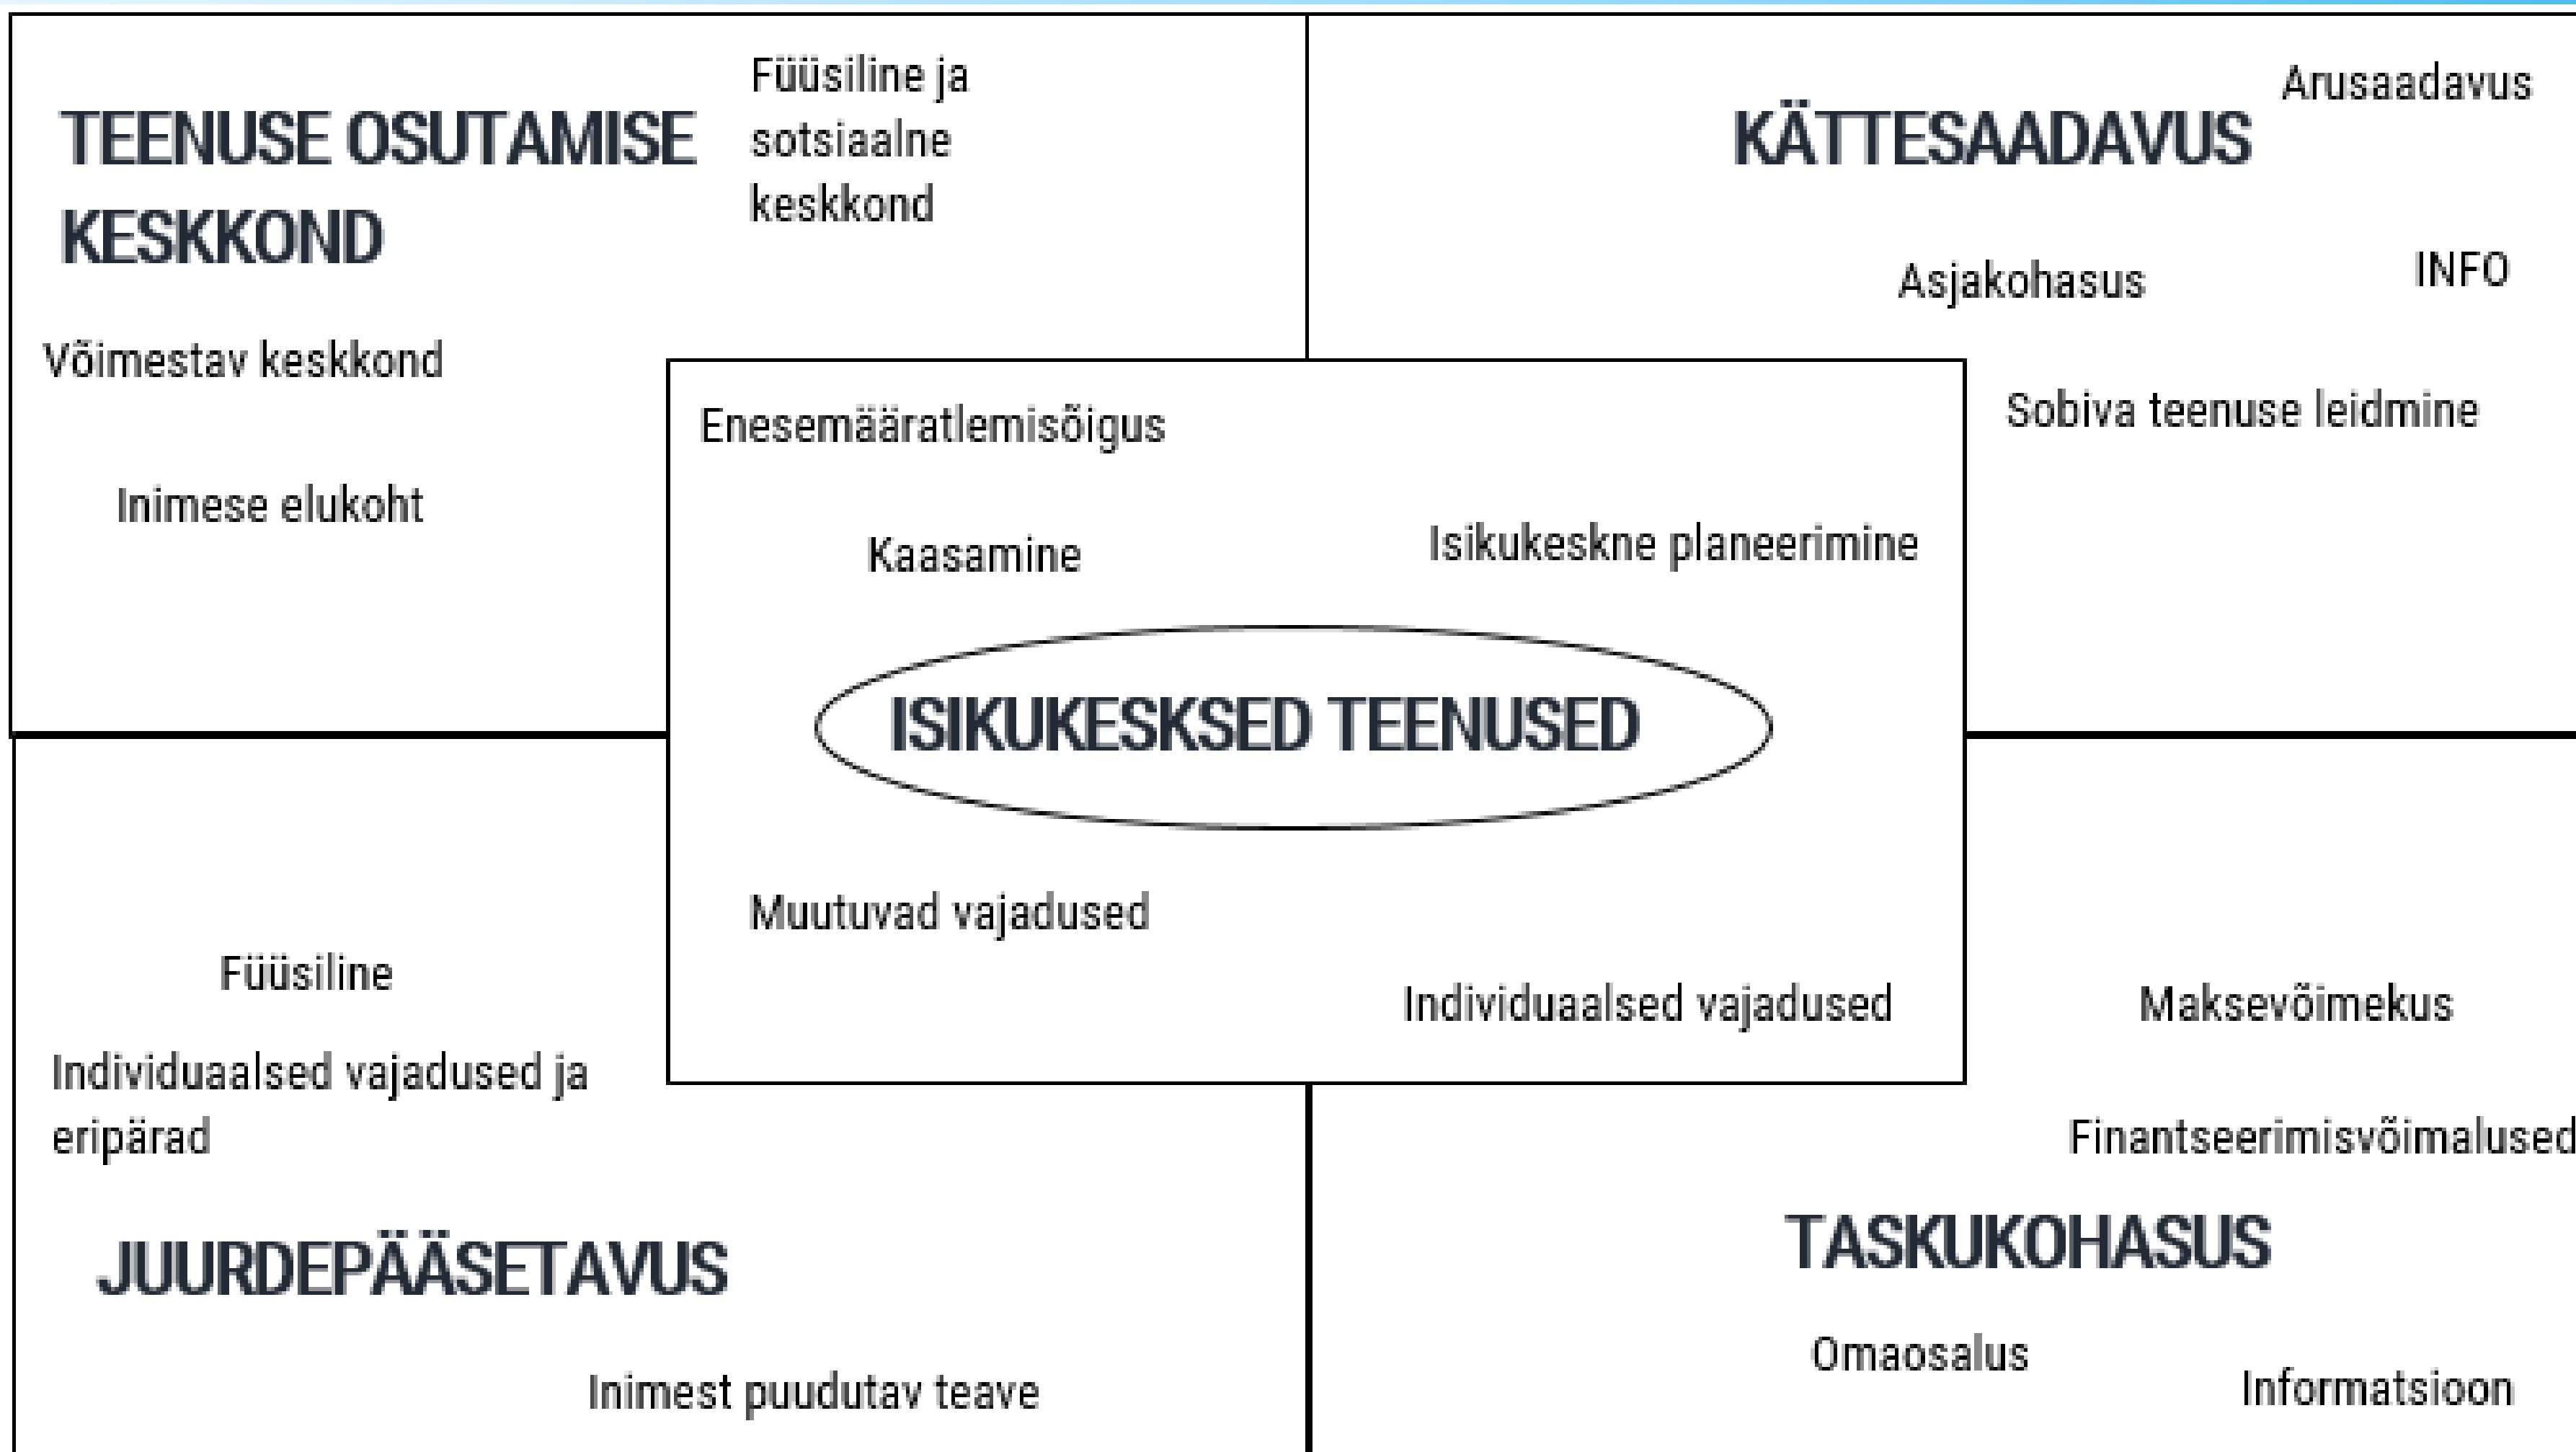 TEENUSE OSUTAMISE
KESKKOND
Füüsiline ja
sotsiaalne
keskkond
Võimestav keskkond
Inimese elukoht
KÄTTESAADAVUS
Arusaadavus
Asjakohasus
INFO
Sobiva teenuse leidmine
Enesemääratlemisõigus
Kaasamine
Isikukeskne planeerimine
ISIKUKESKSED TEENUSED
Muutuvad vajadused
Individuaalsed vajadused
Füüsiline
Individuaalsed vajadused ja
eripärad
JUURDEPÄÄSETAVUS
Inimest puudutav teave
Maksevõimekus
Finantseerimisvõimalused
TASKUKOHASUS
Omaosalus
Informatsioon